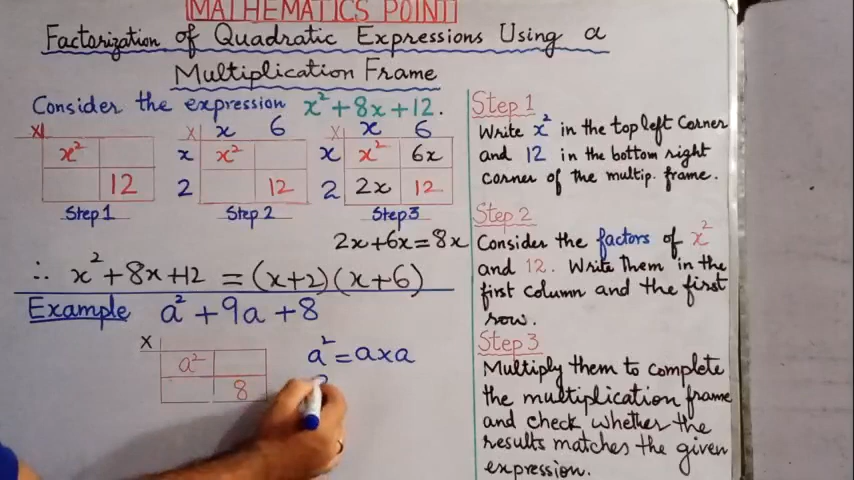 MATHEMATICS POINT
Factorization of Quadratic Expressions Using a
Multiplication Frame
Consider the expression x²+8x+12.
X
x²
12
Step 1
X x 6
x x²
2 12
Step 2
X x 6
x x² 6x
2 2x 12
Step 3
2x+6x=8x
∴ x²+8x+12 = (x+2)(x+6)
Example a²+9a+8
X
a²
8
a²=a×a
Step 1
Write x² in the top left corner
and 12 in the bottom right
corner of the multip. frame.
Step 2
Consider the factors of x²
and 12. Write them in the
first column and the first
row.
Step 3
Multiply them to complete
the multiplication frame
and check whether the
results matches the given
expression.